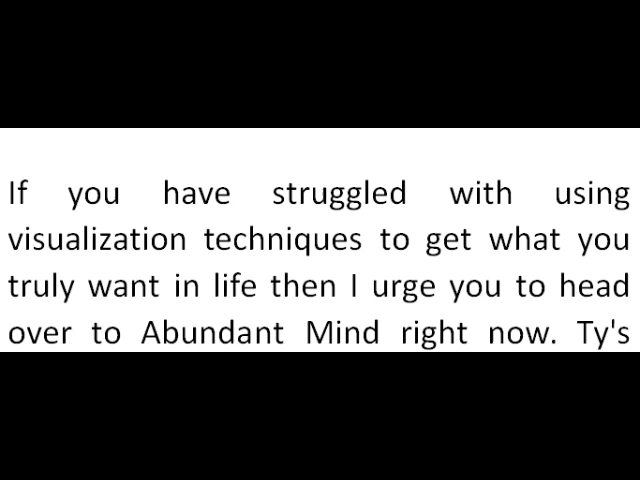 If you have struggled with using
visualization techniques to get what you
truly want in life then I urge you to head
over to Abundant Mind right now. Ty's